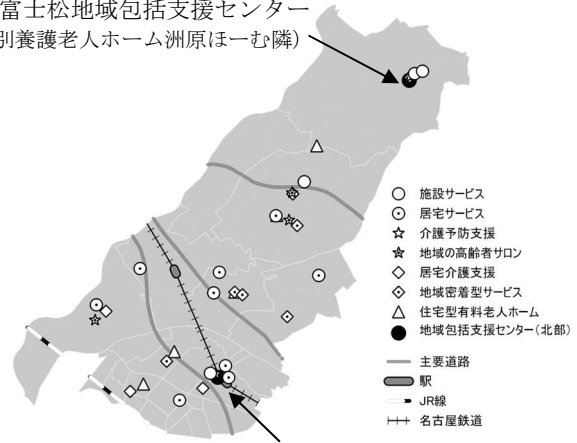 富士松地域包括支援センター
別養護老人ホーム洲原ほーむ隣)
施設サービス
居宅サービス
介護予防支援
地域の高齢者サロン
居宅介護支援
地域密着型サービス
住宅型有料老人ホーム
地域包括支援センター(北部)
主要道路
駅
JR線
名古屋鉄道